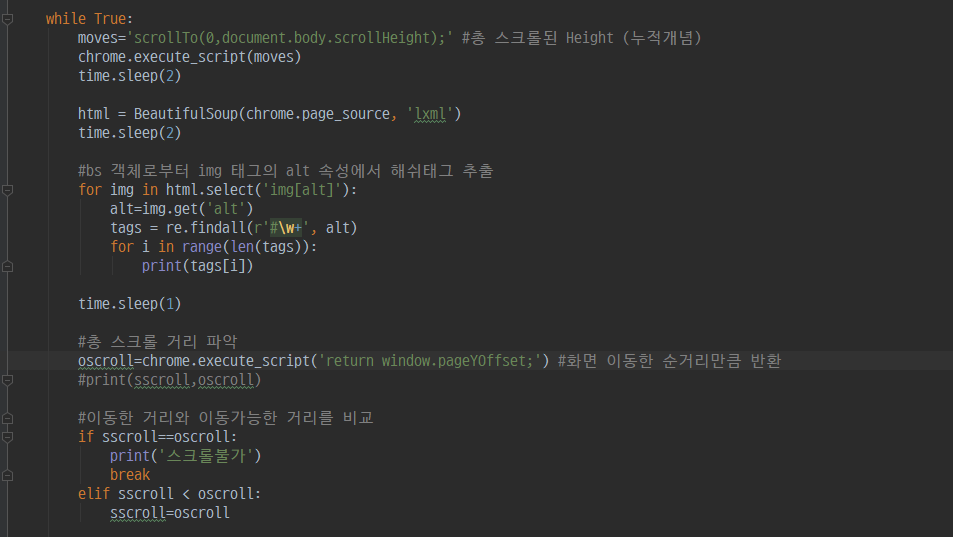 while True:
moves='scrollTo(0,document.body.scrollHeight);' #총 스크롤된 Height (누적개념)
chrome.execute_script(moves)
time.sleep(2)
html = BeautifulSoup(chrome.page_source, 'lxml')
time.sleep(2)
#bs 객체로부터 img 태그의 alt 속성에서 해쉬태그 추출
for img in html.select('img[alt]'):
alt=img.get('alt')
tags = re.findall(r'#\w+', alt)
for i in range(len(tags)):
print(tags[i])
time.sleep(1)
#총 스크롤 거리 파악
oscroll=chrome.execute_script('return window.pageYOffset;') #화면 이동한 순거리만큼 반환
#print(sscroll,oscroll)
#이동한 거리와 이동가능한 거리를 비교
if sscroll==oscroll:
print('스크롤불가')
break
elif sscroll < oscroll:
sscroll=oscroll